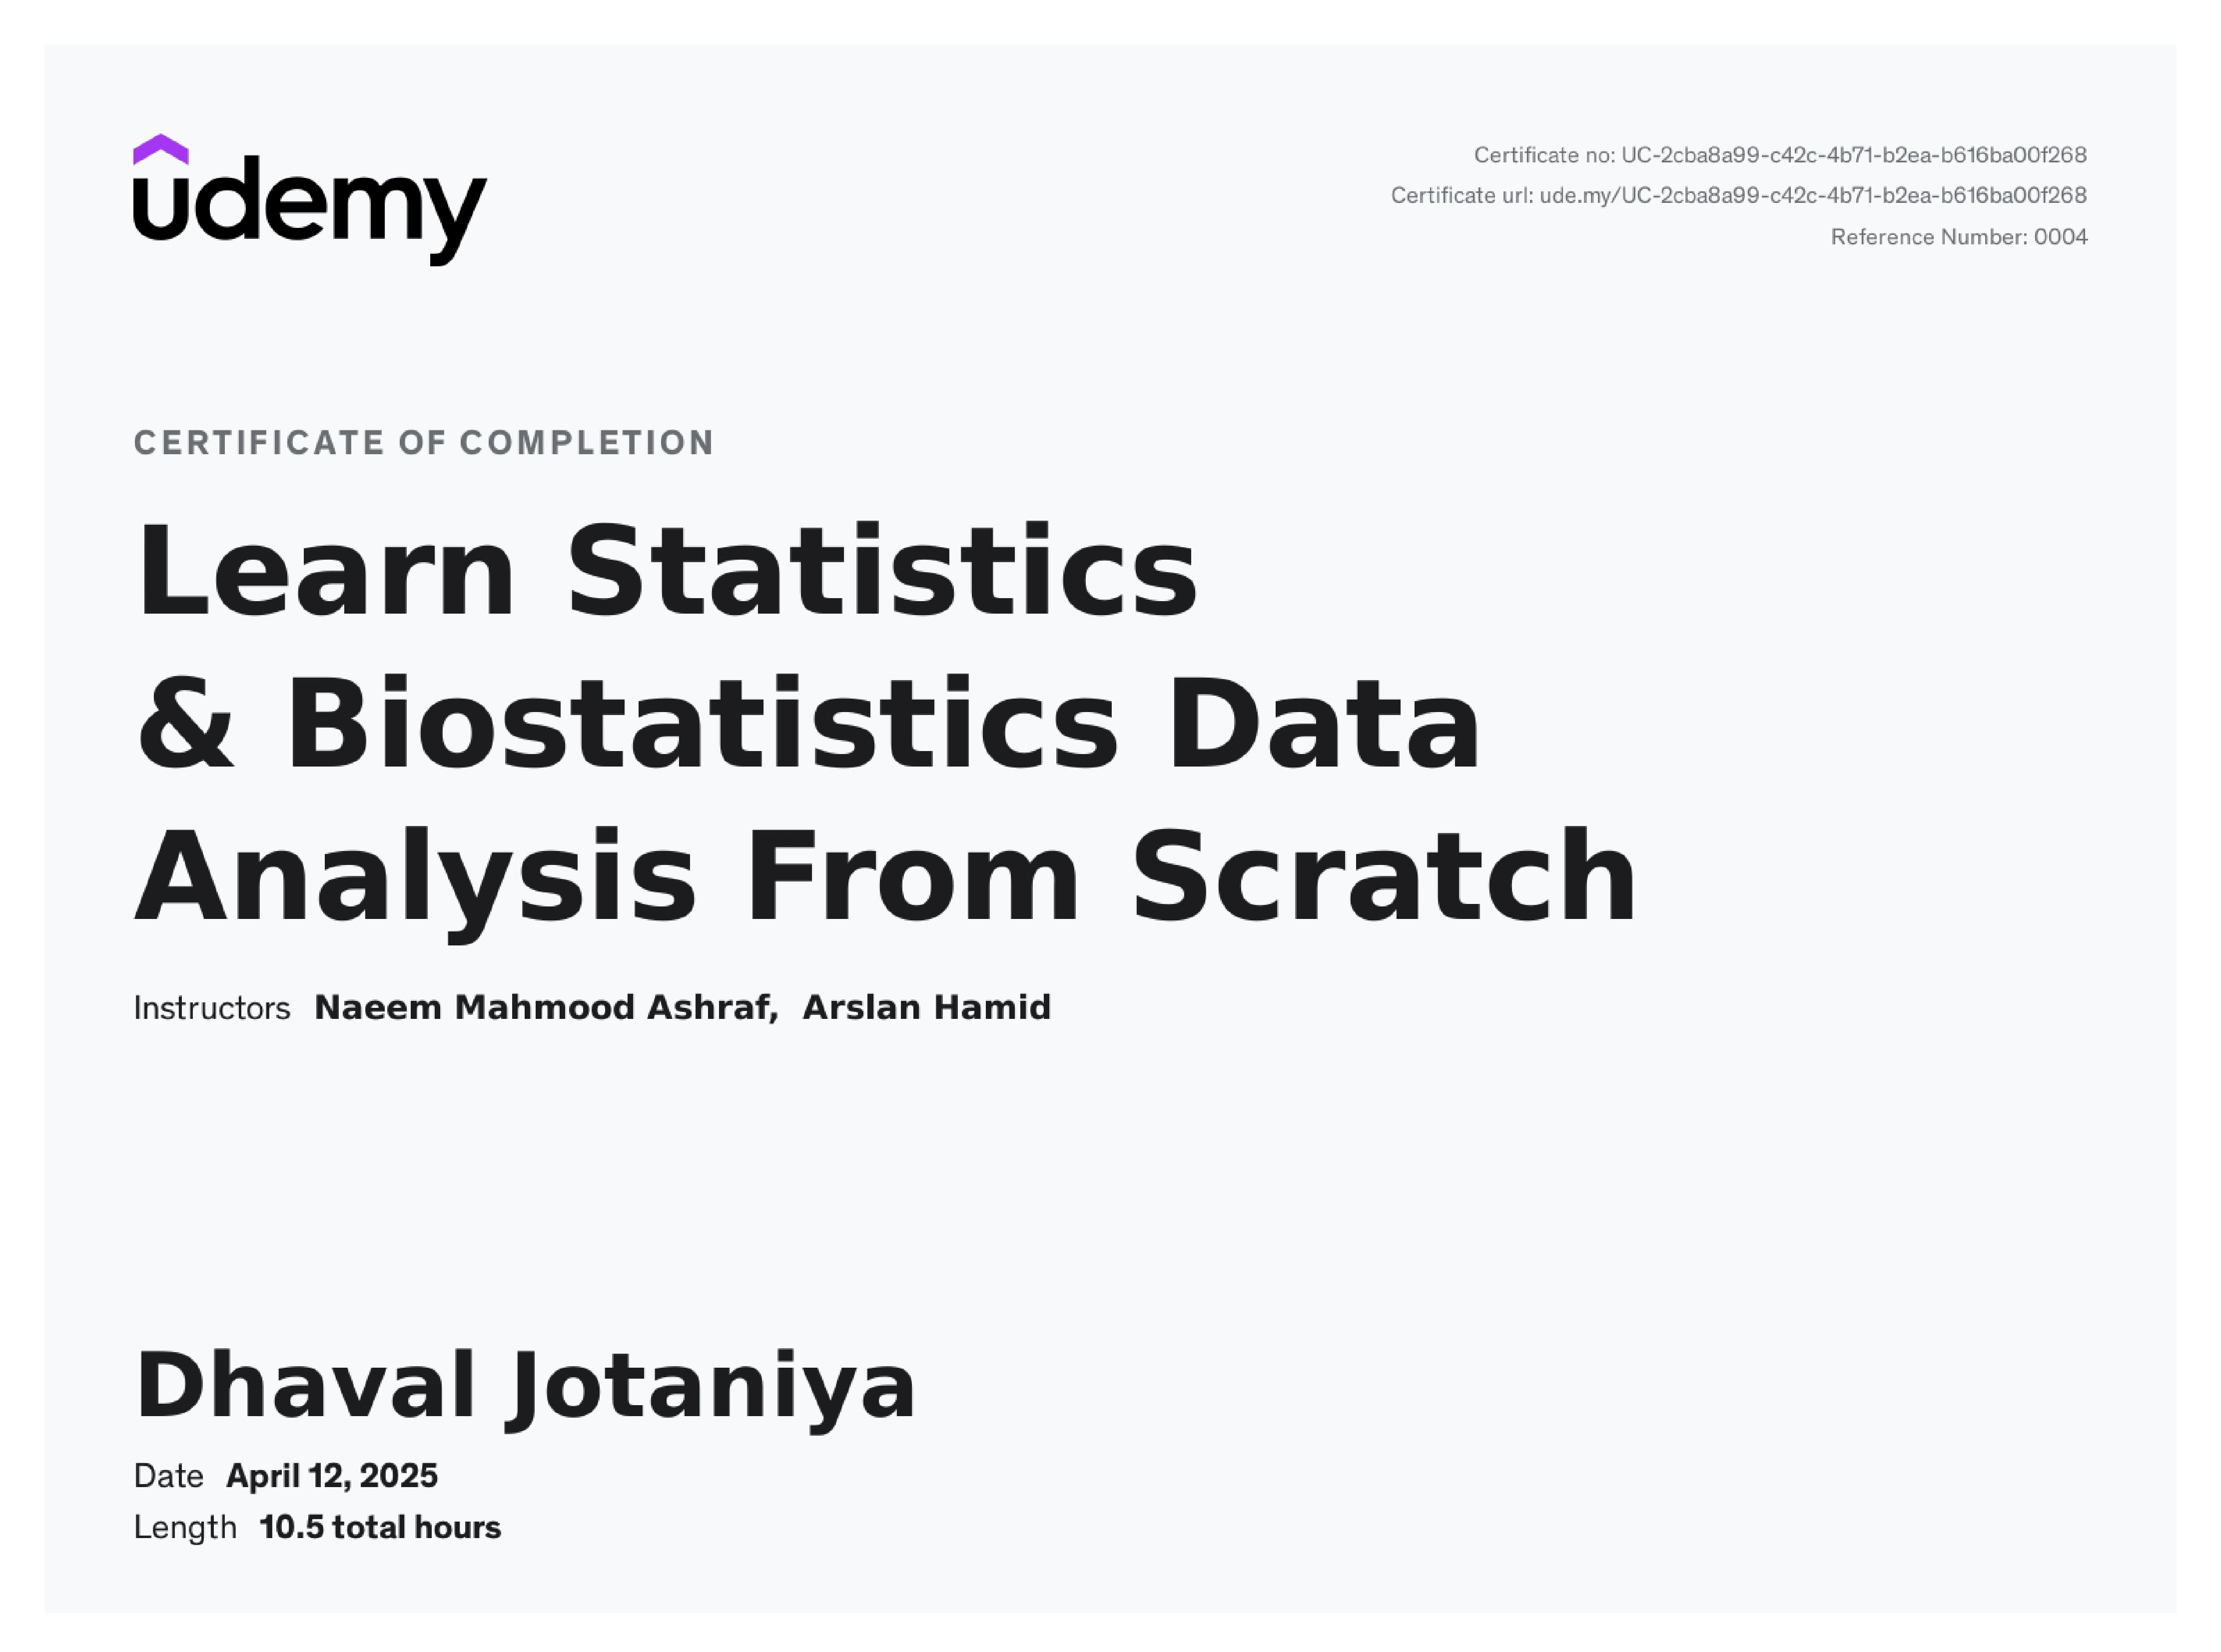 udemy
Certificate no: UC-2cba8a99-c42c-4b71-b2ea-b616ba00f268
Certificate url: ude.my/UC-2cba8a99-c42c-4b71-b2ea-b616ba00f268
Reference Number: 0004
CERTIFICATE OF COMPLETION
Learn Statistics
& Biostatistics Data
Analysis From Scratch
Instructors Naeem Mahmood Ashraf, Arslan Hamid
Dhaval Jotaniya
Date April 12, 2025
Length 10.5 total hours